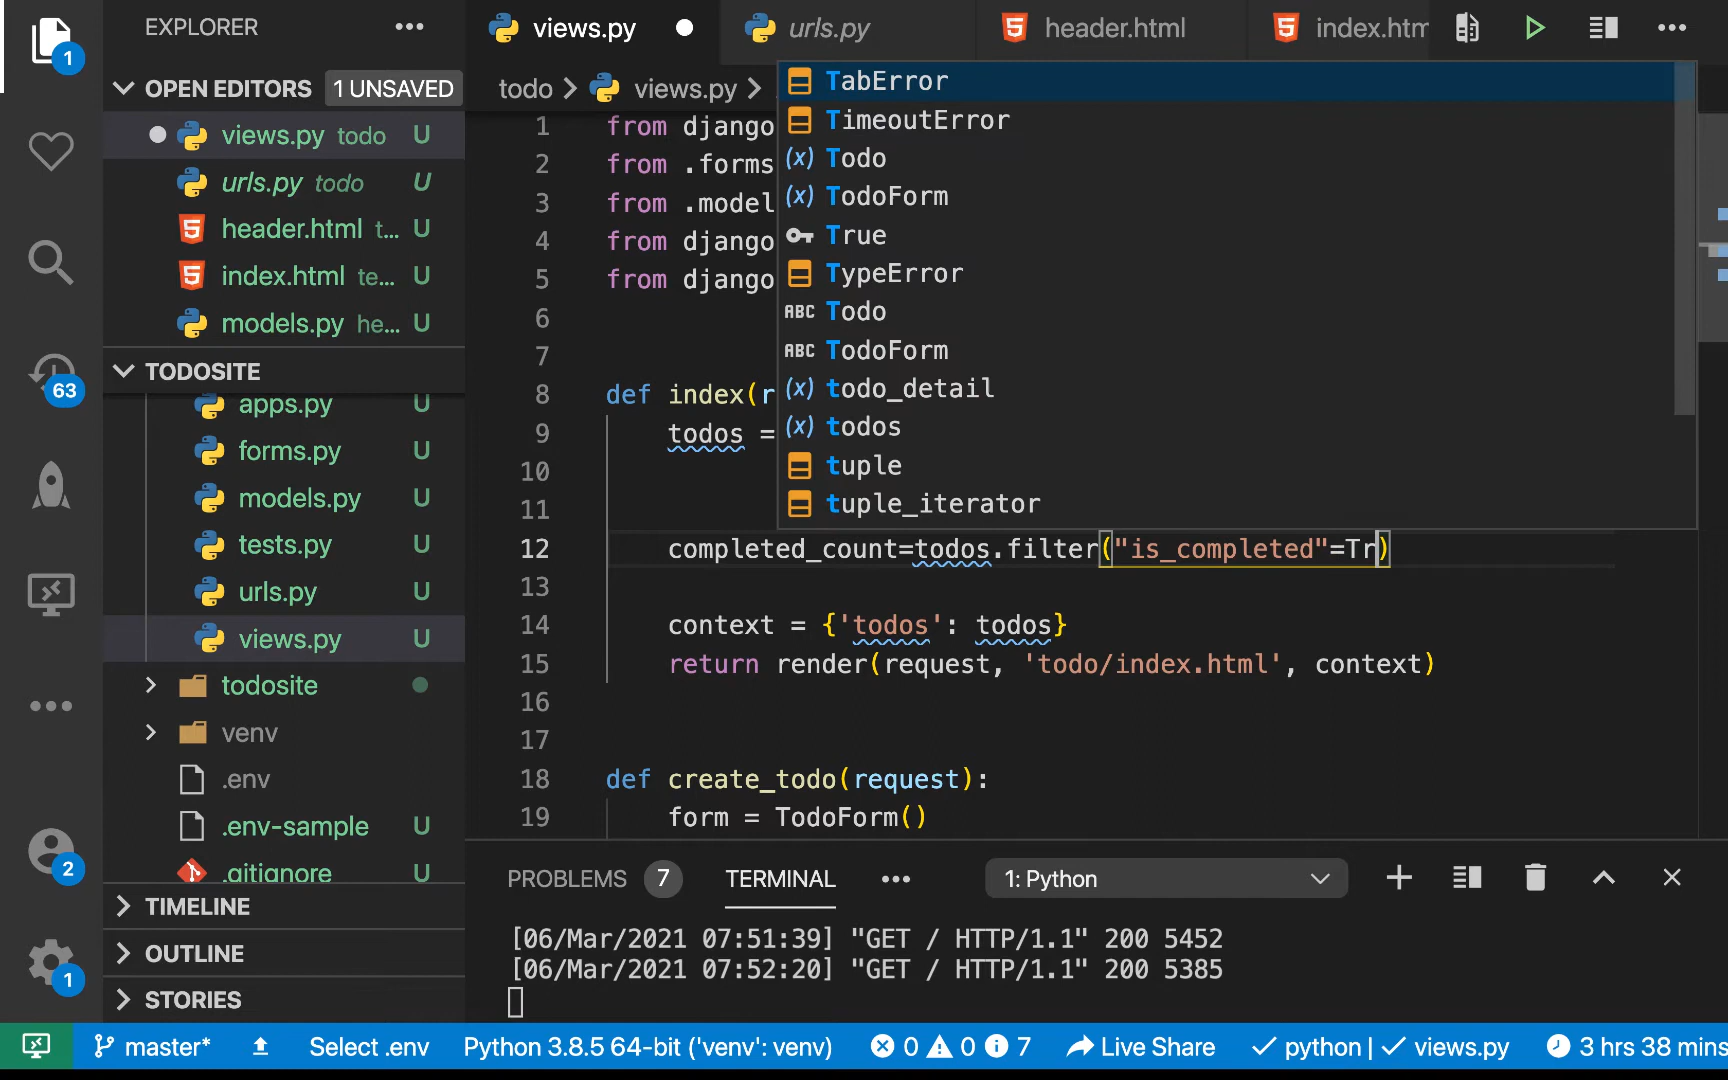 EXPLORER
views.py
urls.py
header.html
index.htm
1
OPEN EDITORS
1 UNSAVED
todo
views.py
views.py todo U
urls.py todo U
header.html t... U
index.html te... U
models.py he... U
TODOSITE
63
apps.py U
forms.py U
models.py U
tests.py U
urls.py U
views.py U
todosite
venv
.env
.env-sample U
.gitignore U
2
TIMELINE
OUTLINE
1
STORIES
1 from django
2 from .forms
3 from .model
4 from django
5 from django
6
7
8 def index(r
9 todos =
10
11
12 completed_count=todos.filter("is_completed"=Tr)
13
14 context = {'todos': todos}
15 return render(request, 'todo/index.html', context)
16
17
18 def create_todo(request):
19 form = TodoForm()
TabError
TimeoutError
(x) Todo
(x) TodoForm
True
TypeError
ABC Todo
ABC TodoForm
(x) todo_detail
(x) todos
tuple
tuple_iterator
PROBLEMS 7 TERMINAL
1: Python
[06/Mar/2021 07:51:39] "GET / HTTP/1.1" 200 5452
[06/Mar/2021 07:52:20] "GET / HTTP/1.1" 200 5385
master* Select .env Python 3.8.5 64-bit ('venv': venv) 0 0 7 Live Share python | views.py 3 hrs 38 mins